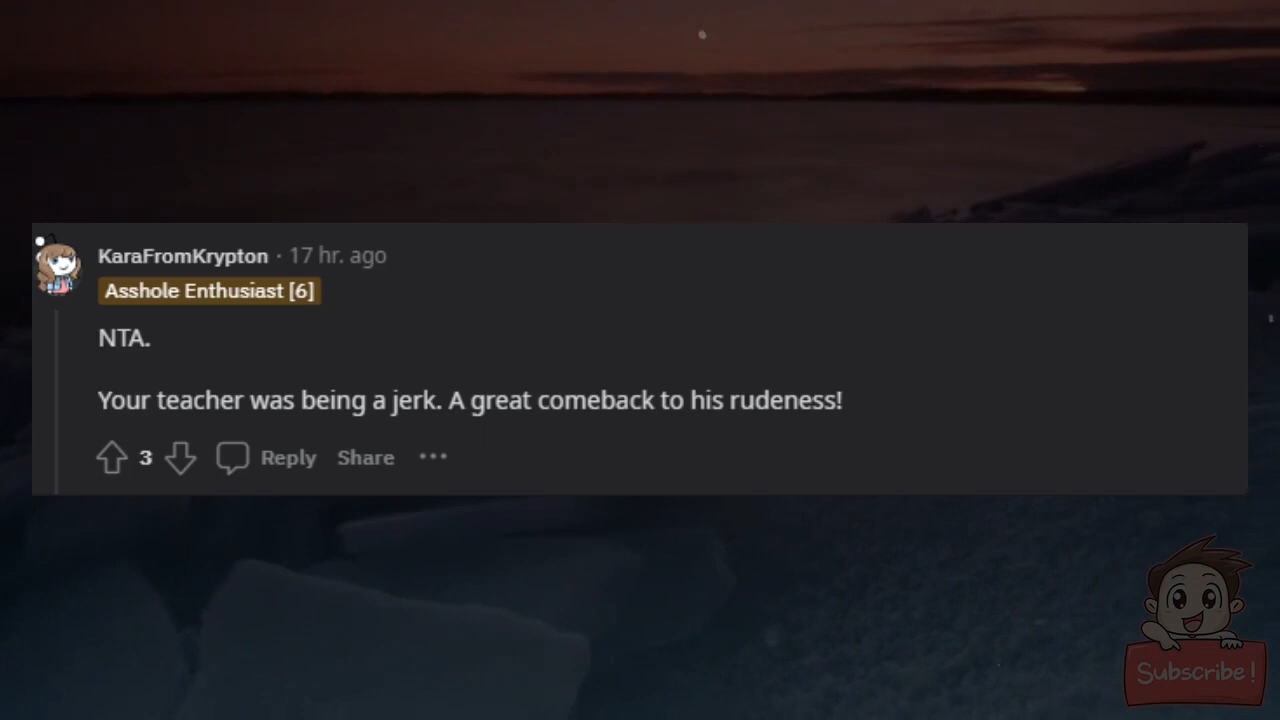 KaraFromKrypton · 17 hr. ago
Asshole Enthusiast [6]
NTA.
Your teacher was being a jerk. A great comeback to his rudeness!
3 Reply Share ···
Subscribe!